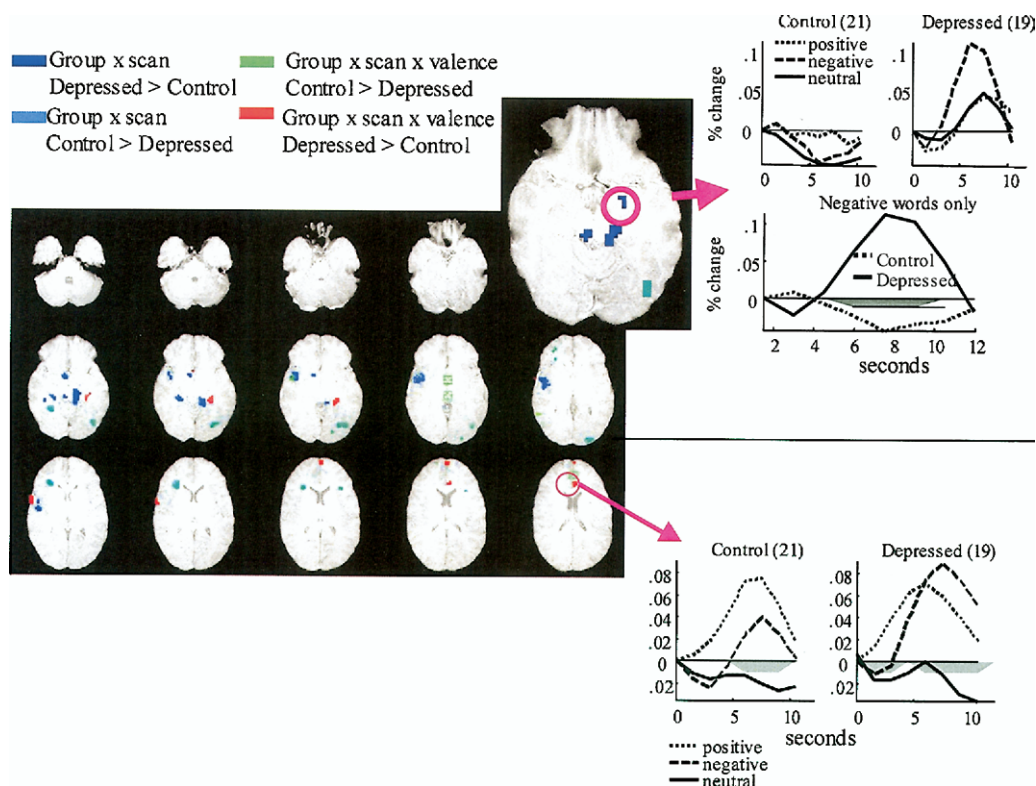 Group x scan
Depressed > Control
Group x scan
Control > Depressed
Group x scan x valence
Control > Depressed
Group x scan x valence
Depressed > Control
Control (21)
Depressed (19)
positive
negative
neutral
.1
.05
0
% change
0 5 10
.1
.05
0
0 5 10
Negative words only
.1
.05
0
% change
Control
Depressed
2 4 6 8 10 12
seconds
Control (21)
Depressed (19)
.08
.06
.04
.02
0
.02
0 5 10
.08
.06
.04
.02
0
.02
0 5 10
seconds
positive
negative
neutral